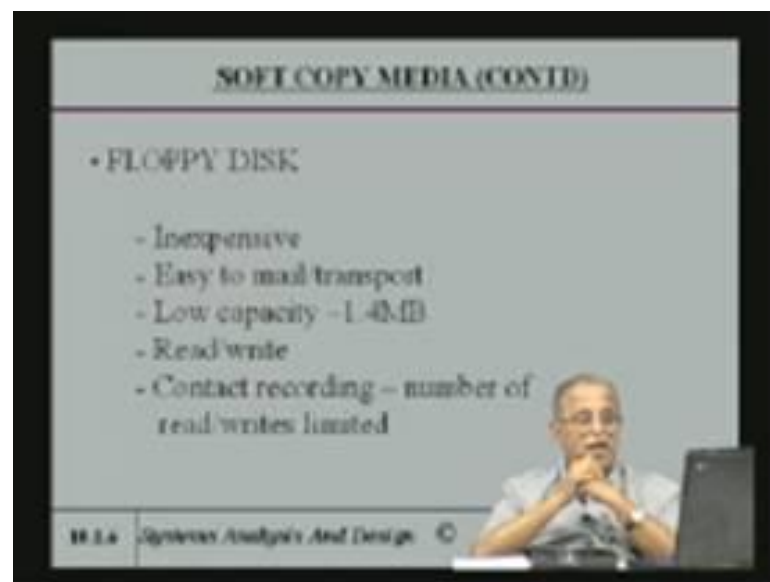 SOFT COPY MEDIA (CONTD)
• FLOPPY DISK
- Inexpensive
- Easy to mail/transport
- Low capacity –1.4MB
- Read/write
- Contact recording – number of
read/writes limited
Systems Analysis And Design ©